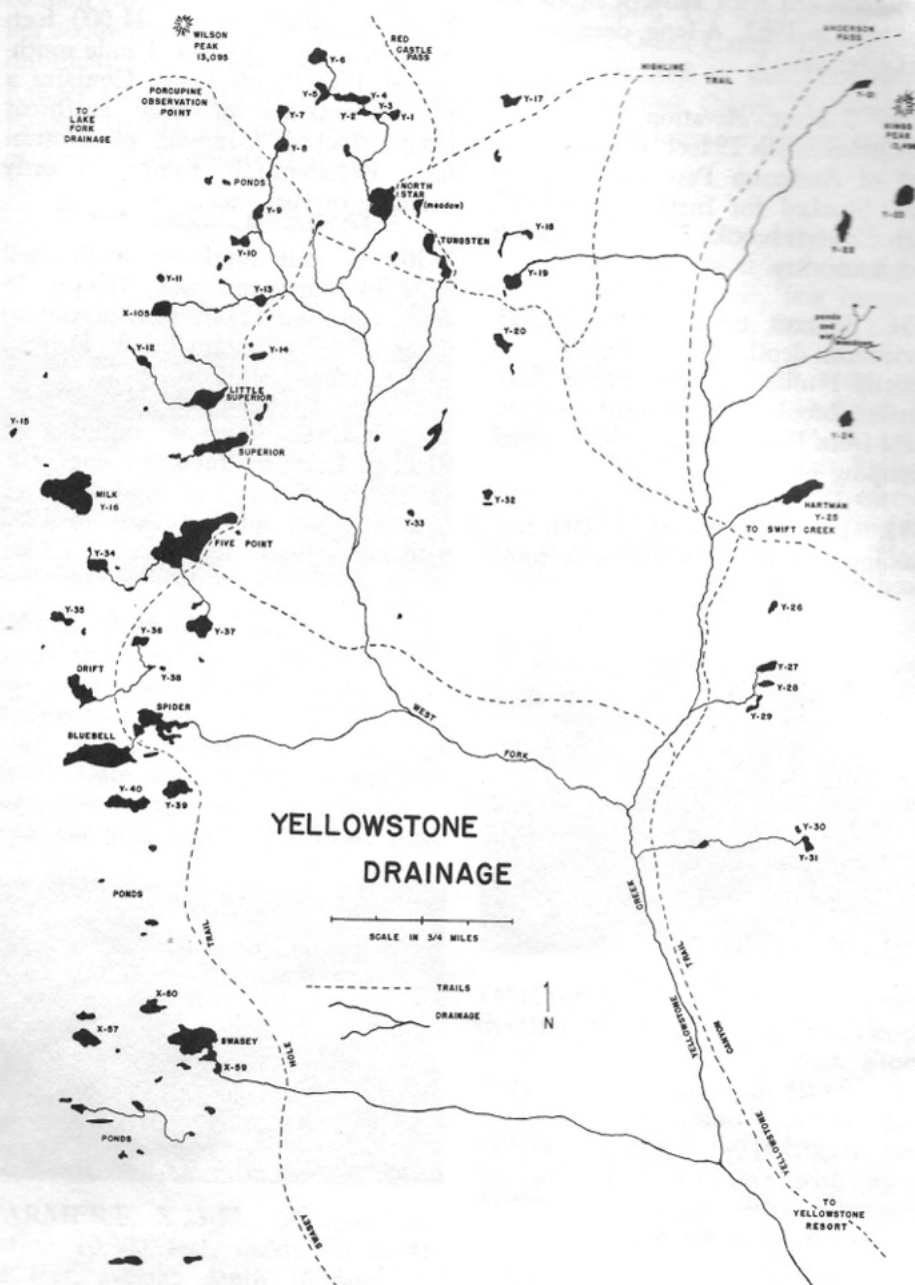 WILSON
PEAK
13,095
RED
CASTLE
PASS
ANDERSON
PASS
HIGHLINE
TRAIL
PORCUPINE
OBSERVATION
POINT
TO
LAKE
FORK
DRAINAGE
Y-6
Y-5
Y-4
Y-3
Y-2
Y-1
Y-7
Y-8
Y-17
Y-21
KINGS
PEAK
PONDS
NORTH
STAR
(meadow)
Y-9
Y-10
TUNGSTEN
Y-18
Y-19
Y-22
Y-23
Y-11
X-105
Y-13
Y-12
Y-14
Y-20
ponds
and
wet
meadows
LITTLE
SUPERIOR
SUPERIOR
Y-15
Y-24
MILK
Y-16
Y-32
Y-33
HARTMAN
Y-25
TO SWIFT CREEK
FIVE POINT
Y-34
Y-35
Y-36
Y-37
Y-38
Y-26
Y-27
Y-28
Y-29
DRIFT
SPIDER
BLUEBELL
WEST
FORK
Y-40
Y-39
Y-30
Y-31
YELLOWSTONE
DRAINAGE
SCALE IN 3/4 MILES
TRAILS
DRAINAGE
N
PONDS
TRAIL
CREEK
TRAIL
CANYON
YELLOWSTONE
YELLOWSTONE
X-60
X-57
SWASEY
X-59
HOLE
PONDS
SWASEY
TO
YELLOWSTONE
RESORT